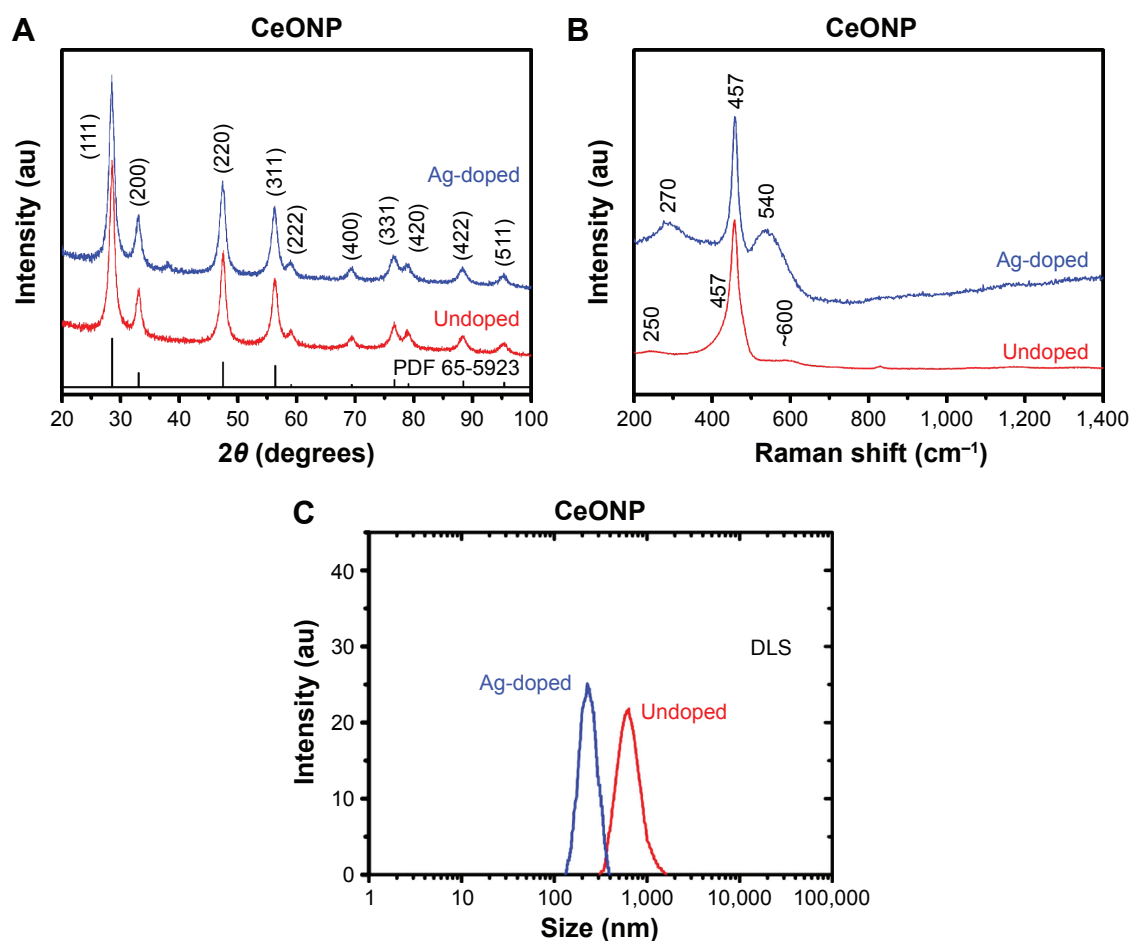 A
CeONP
Intensity (au)
(111)
(200)
(220)
(311)
(222)
(400)
(331)
(420)
(422)
(511)
Ag-doped
Undoped
PDF 65-5923
20 30 40 50 60 70 80 90 100
2θ (degrees)
B
CeONP
Intensity (au)
270
457
540
Ag-doped
250
457
~600
Undoped
200 400 600 800 1,000 1,200 1,400
Raman shift (cm⁻¹)
C
CeONP
Intensity (au)
40
30
20
10
0
DLS
Ag-doped
Undoped
1 10 100 1,000 10,000 100,000
Size (nm)